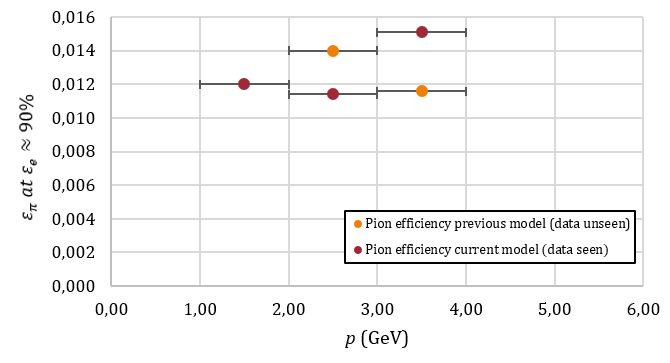 0,016
0,014
0,012
0,010
0,008
0,006
0,004
0,002
0,000
0,00 1,00 2,00 3,00 4,00 5,00 6,00
ε_π at ε_e ≈ 90%
p (GeV)
Pion efficiency previous model (data unseen)
Pion efficiency current model (data seen)